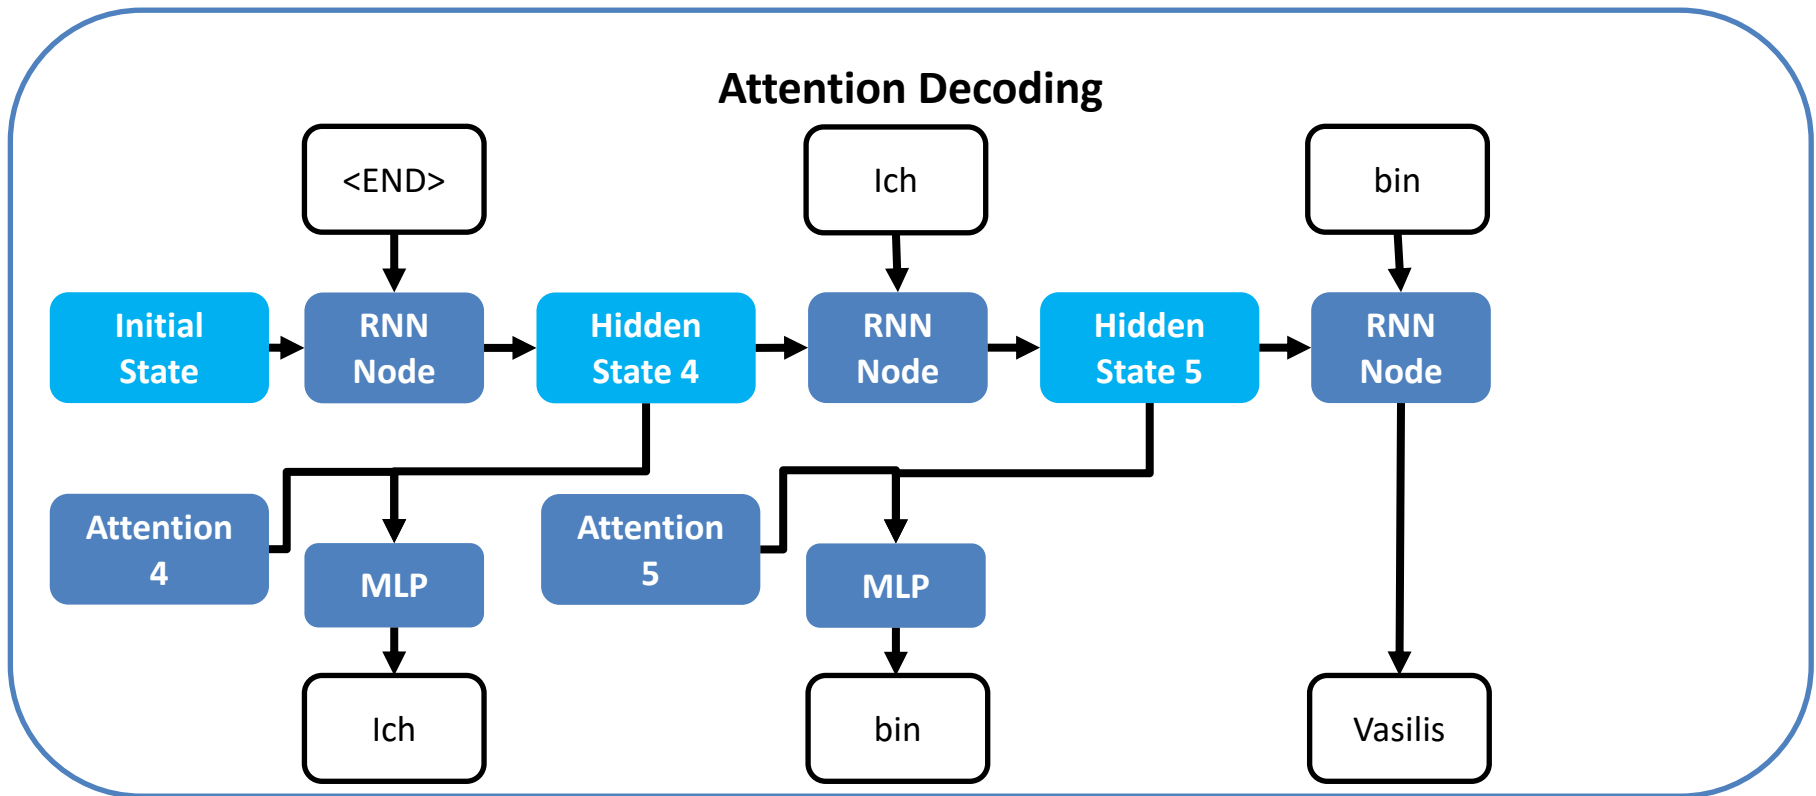 Attention Decoding
<END>
Ich
bin
Initial
State
RNN
Node
Hidden
State 4
RNN
Node
Hidden
State 5
RNN
Node
Attention
4
MLP
Attention
5
MLP
Ich
bin
Vasilis